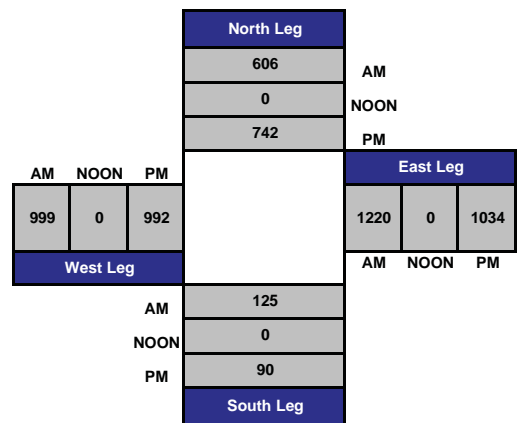 North Leg
606 AM
0 NOON
742 PM
East Leg
AM NOON PM
999 0 992
1220 0 1034
West Leg
AM NOON PM
AM 125
NOON 0
PM 90
South Leg